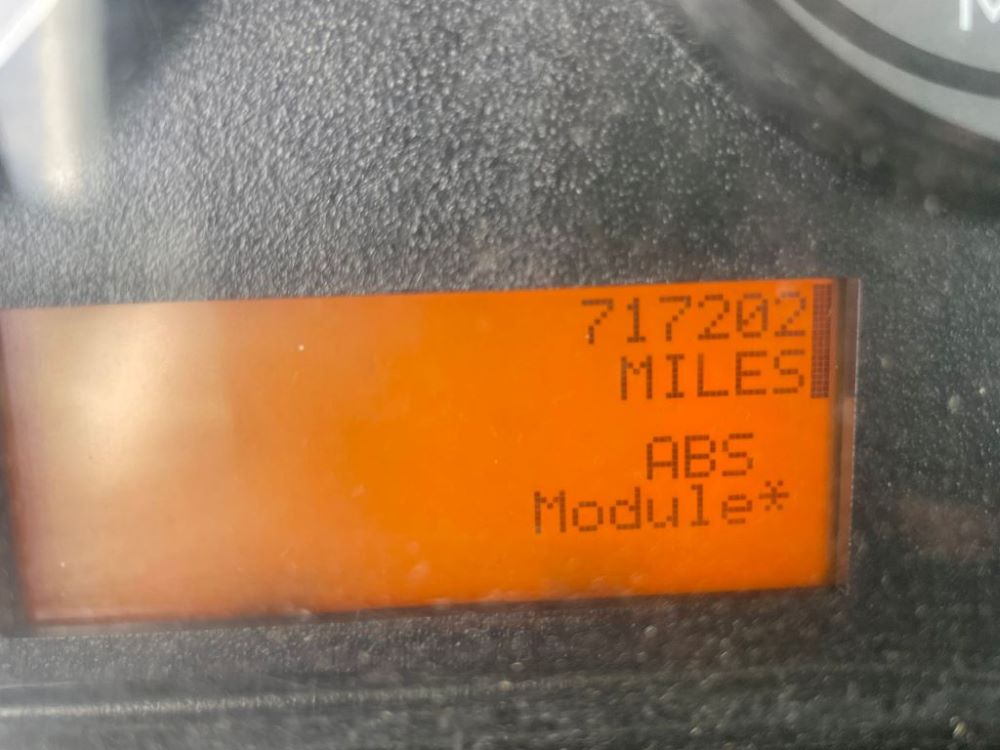 717202
MILES
ABS
Module*